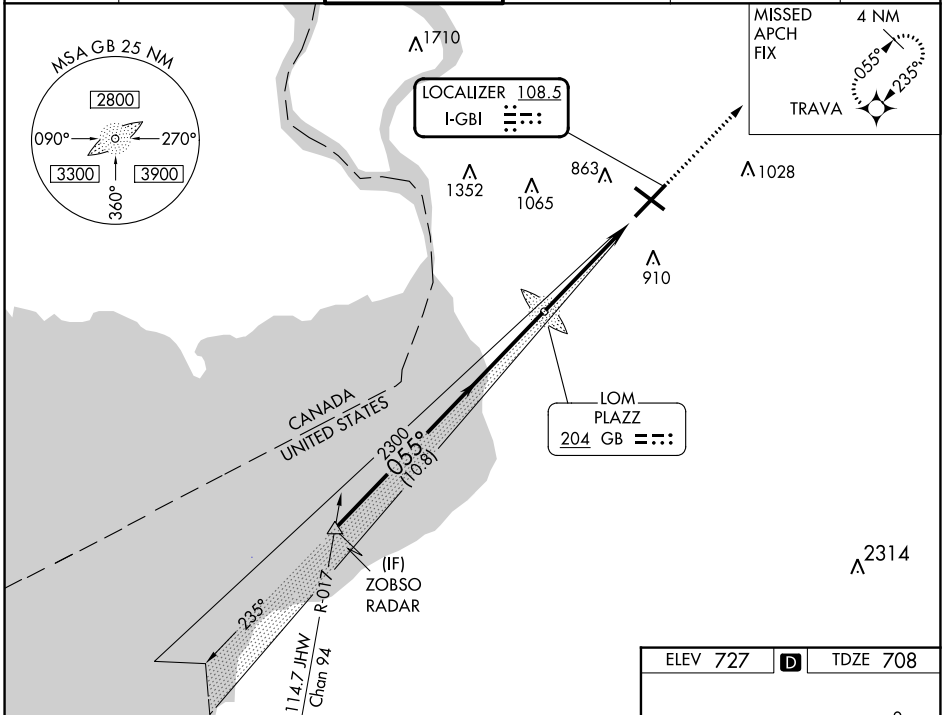 MSA GB 25 NM
2800
090°
270°
3300
3900
360°
1710
LOCALIZER 108.5
I-GBI
1352
1065
863
1028
910
MISSED
APCH
FIX
4 NM
055°
235°
TRAVA
CANADA
UNITED STATES
2300
055°
(10.8)
LOM
PLAZZ
204 GB
(IF)
ZOBSO
RADAR
235°
R-017
114.7 JHW
Chan 94
2314
ELEV 727 D TDZE 708